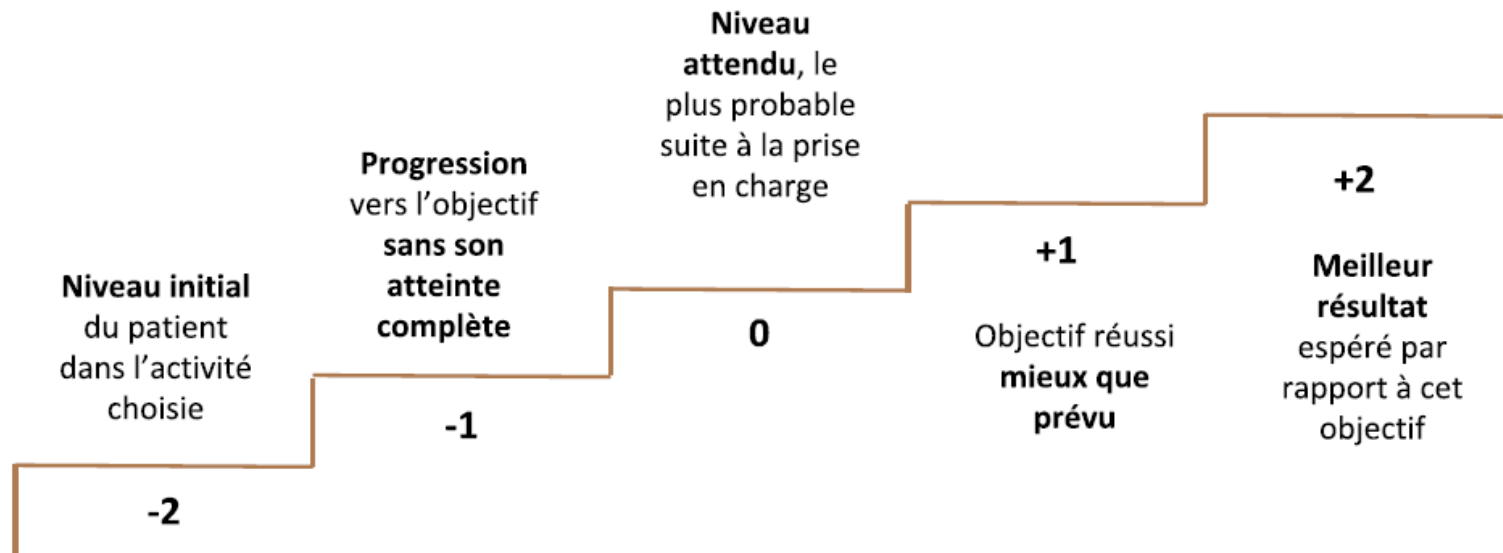 Niveau initial
du patient
dans l'activité
choisie
-2
Progression
vers l'objectif
sans son
atteinte
complète
-1
Niveau
attendu, le
plus probable
suite à la prise
en charge
0
+1
Objectif réussi
mieux que
prévu
+2
Meilleur
résultat
espéré par
rapport à cet
objectif